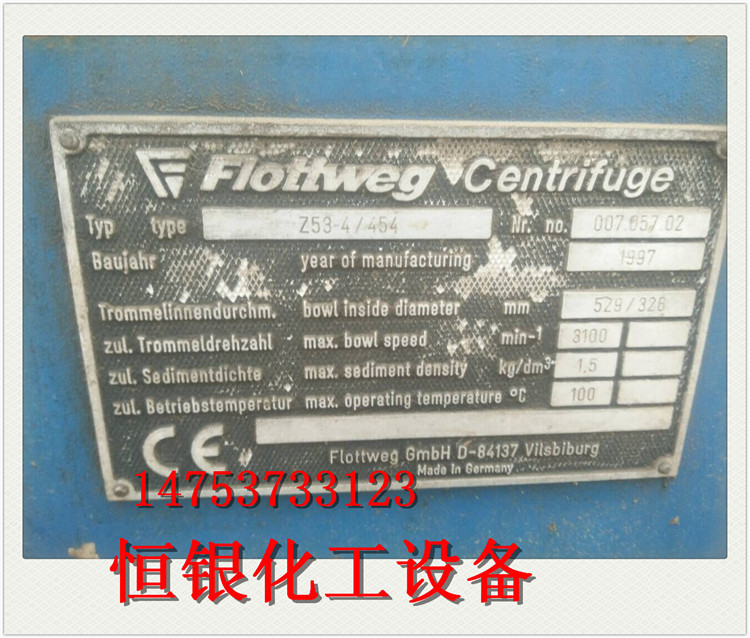 Flottweg Centrifuge
Typ type Z53-4/454 Nr. no. 007.057.02
Baujahr year of manufacturing 1997
Trommelinnendurchm. bowl inside diameter mm 529/328
zul. Trommeldrehzahl max. bowl speed min-1 3100
zul. Sedimentdichte max. sediment density kg/dm³ 1,5
zul. Betriebstemperatur max. operating temperature °C 100
CE
Flottweg GmbH D-84137 Vilsbiburg
Made in Germany
14753733123
恒银化工设备